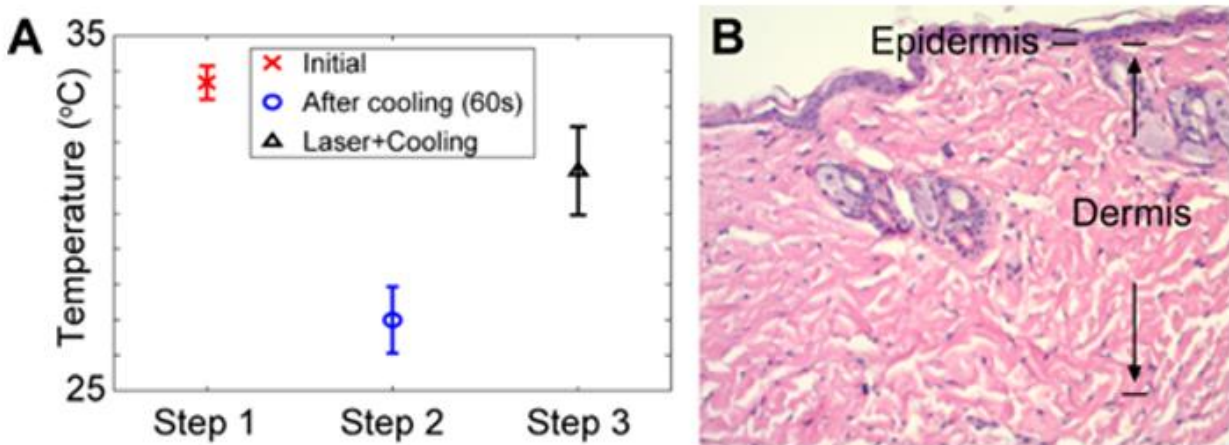 A
35
Temperature (°C)
25
Initial
After cooling (60s)
Laser+Cooling
Step 1
Step 2
Step 3
B
Epidermis
Dermis